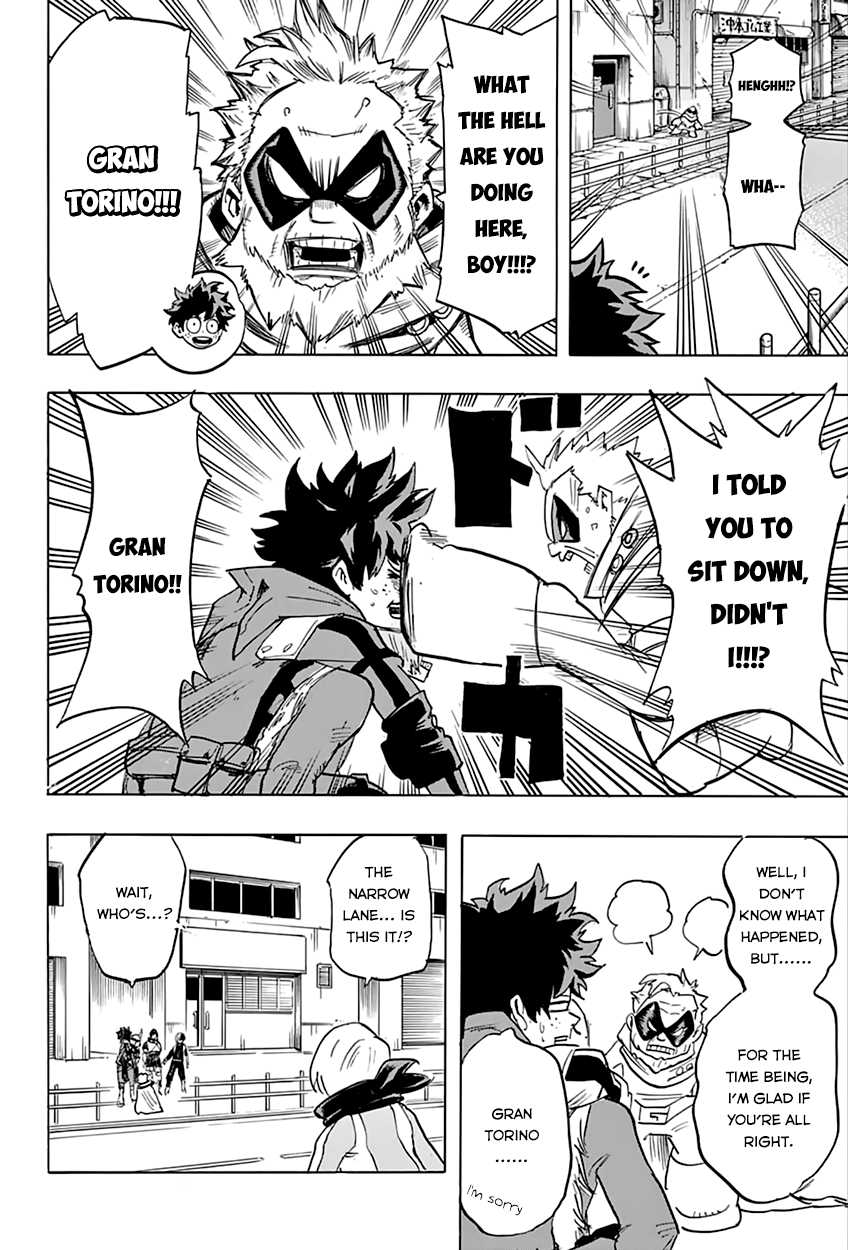 HENGHH!?
WHA--
WHAT
THE HELL
ARE YOU
DOING
HERE,
BOY!!!?
GRAN
TORINO!!!
I TOLD
YOU TO
SIT DOWN,
DIDN'T
I!!!?
GRAN
TORINO!!
WELL, I
DON'T
KNOW WHAT
HAPPENED,
BUT......
FOR THE
TIME BEING,
I'M GLAD IF
YOU'RE ALL
RIGHT.
GRAN
TORINO
......
I'm sorry
THE
NARROW
LANE... IS
THIS IT!?
WAIT,
WHO'S...?